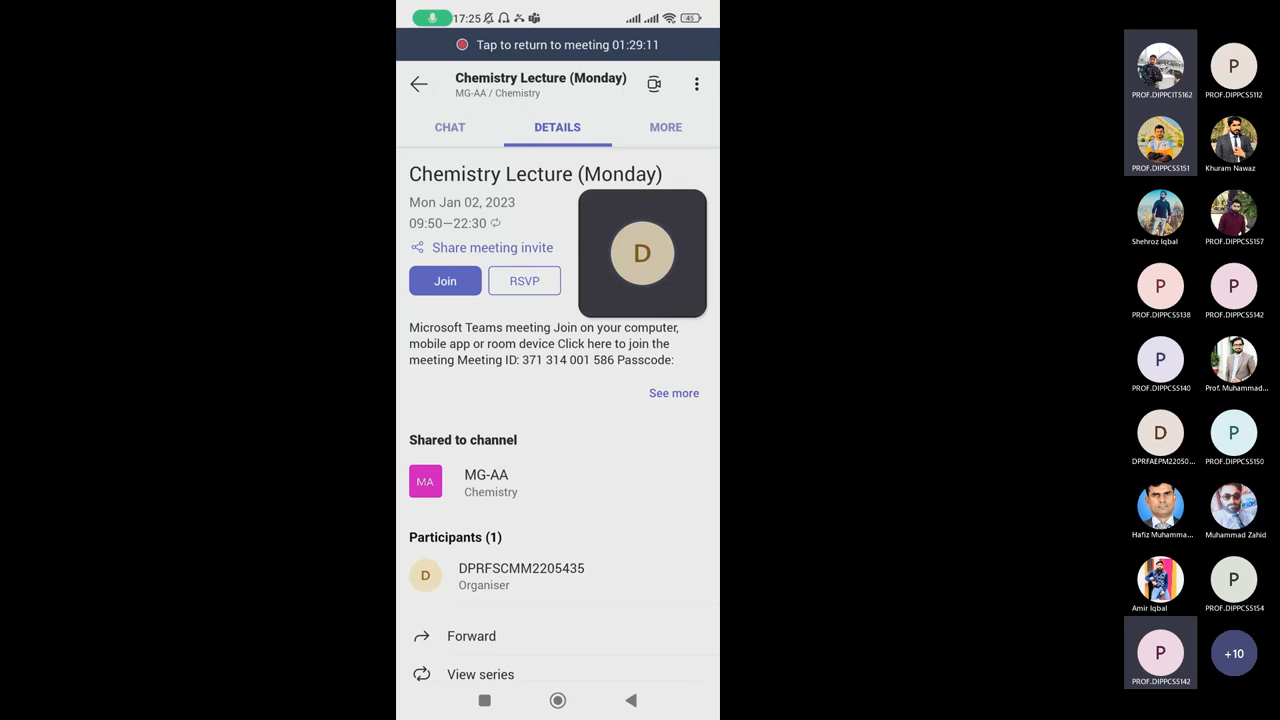 17:25
45
Tap to return to meeting 01:29:11
Chemistry Lecture (Monday)
MG-AA / Chemistry
CHAT DETAILS MORE
Chemistry Lecture (Monday)
Mon Jan 02, 2023
09:50—22:30
Share meeting invite
Join RSVP
D
Microsoft Teams meeting Join on your computer,
mobile app or room device Click here to join the
meeting Meeting ID: 371 314 001 586 Passcode:
See more
Shared to channel
MA
MG-AA
Chemistry
Participants (1)
D
DPRFSCMM2205435
Organiser
Forward
View series
P
PROF.DIPPCIT5162 PROF.DIPPCS5112
PROF.DIPPCS5151 Khuram Nawaz
Shehroz Iqbal PROF.DIPPCS5157
P P
PROF.DIPPCS5138 PROF.DIPPCS5142
P
PROF.DIPPCS5140 Prof. Muhammad...
D P
DPRFAEPM22050... PROF.DIPPCS5150
Hafiz Muhamma... Muhammad Zahid
P
Amir Iqbal PROF.DIPPCS5154
P +10
PROF.DIPPCS5142